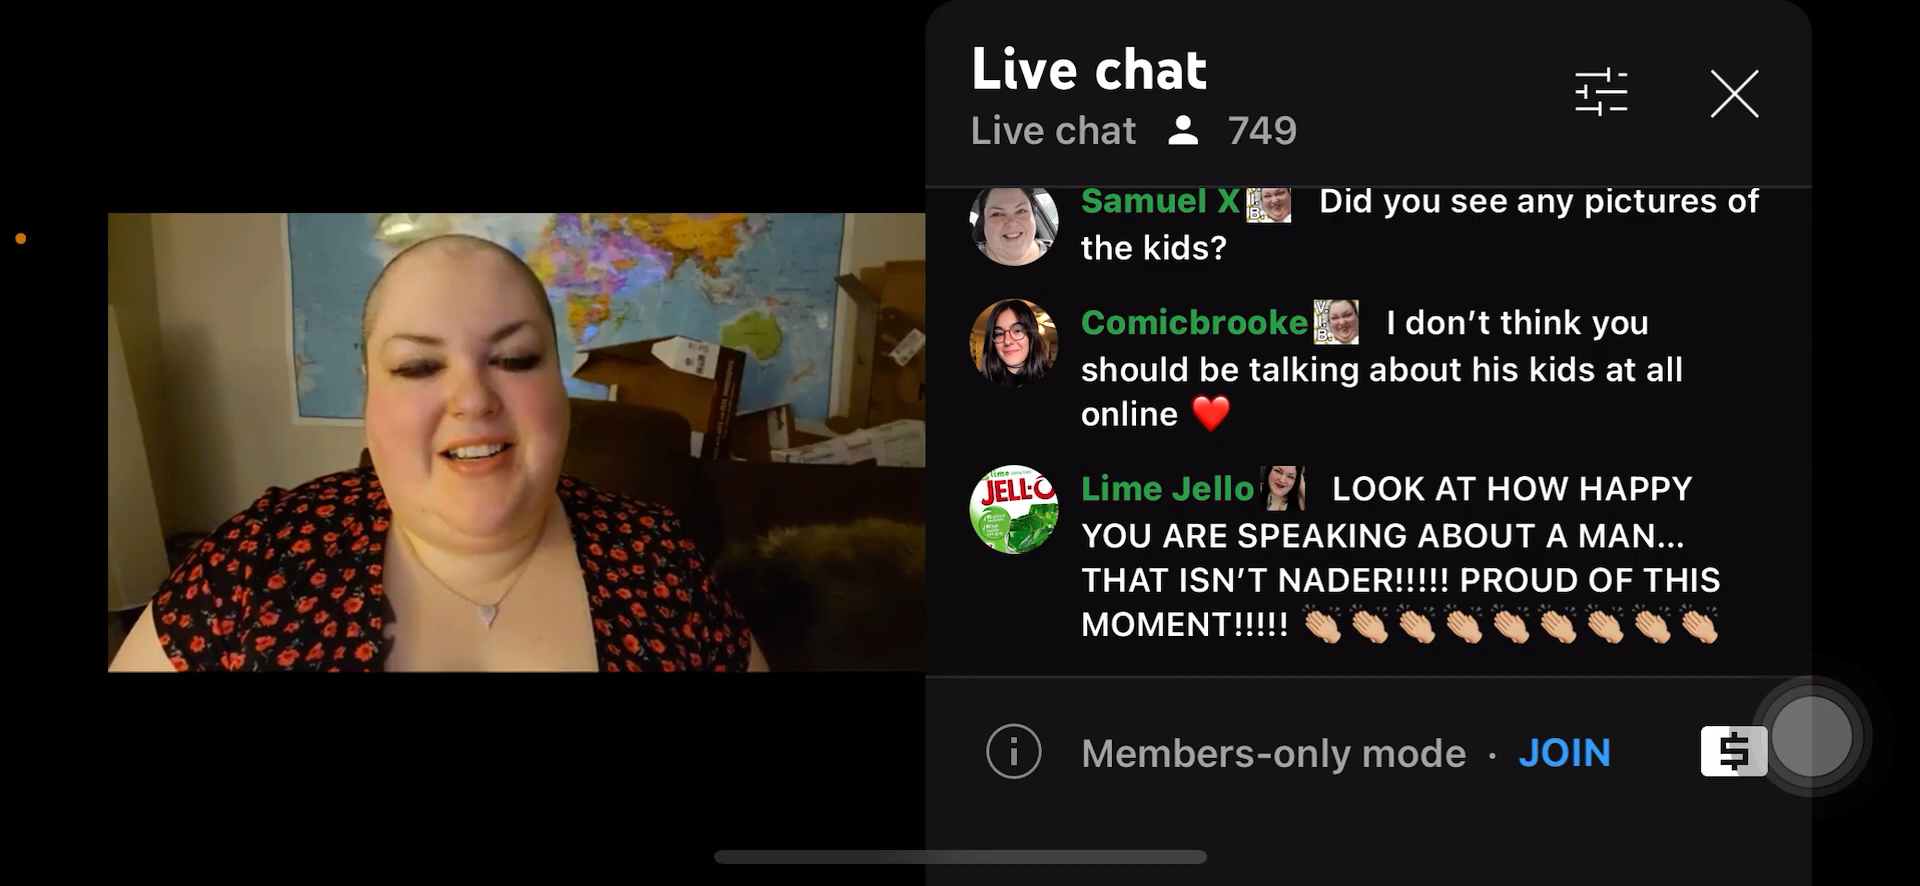 Live chat
Live chat 749
Samuel X Did you see any pictures of
the kids?
Comicbrooke I don't think you
should be talking about his kids at all
online ❤️
Lime Jello LOOK AT HOW HAPPY
YOU ARE SPEAKING ABOUT A MAN...
THAT ISN'T NADER!!!!! PROUD OF THIS
MOMENT!!!!! 👏🏼👏🏼👏🏼👏🏼👏🏼👏🏼👏🏼👏🏼👏🏼
lime
JELL-O
Members-only mode · JOIN
$